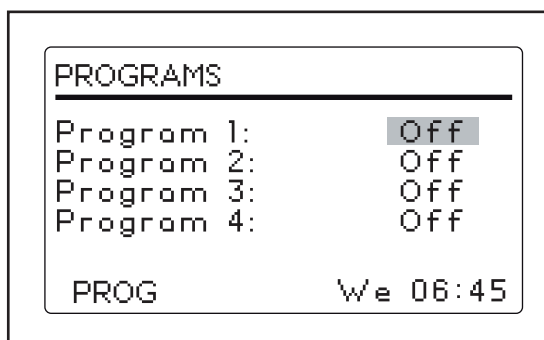 PROGRAMS
Program 1: Off
Program 2: Off
Program 3: Off
Program 4: Off
PROG We 06:45